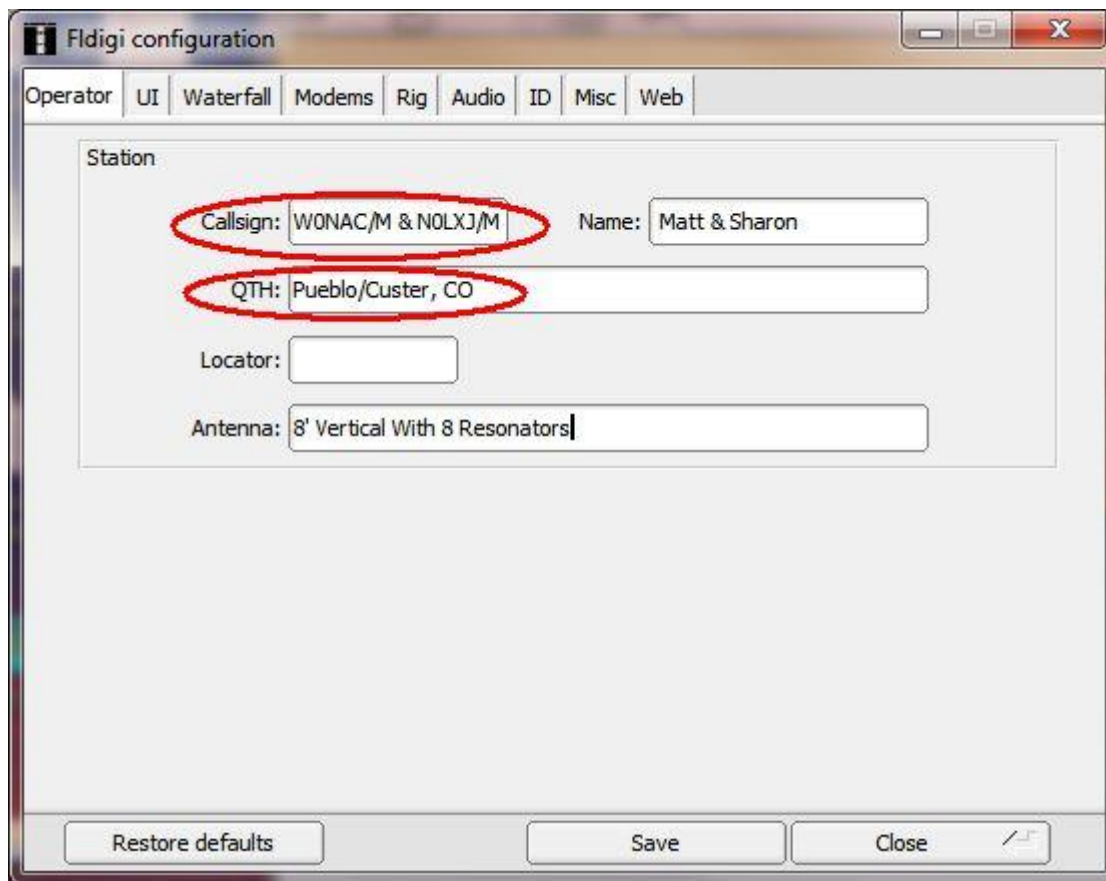 Fldigi configuration
Operator UI Waterfall Modems Rig Audio ID Misc Web
Station
Callsign: W0NAC/M & N0LXJ/M Name: Matt & Sharon
QTH: Pueblo/Custer, CO
Locator:
Antenna: 8' Vertical With 8 Resonators
Restore defaults Save Close